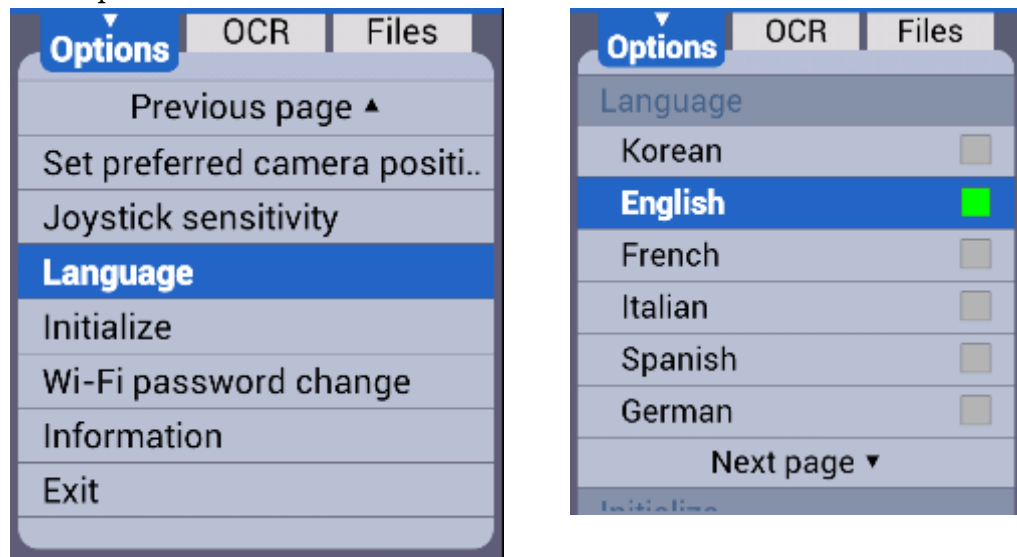 Options OCR Files
Previous page ▲
Set preferred camera positi..
Joystick sensitivity
Language
Initialize
Wi-Fi password change
Information
Exit
Options OCR Files
Language
Korean
English
French
Italian
Spanish
German
Next page ▼
Initialize